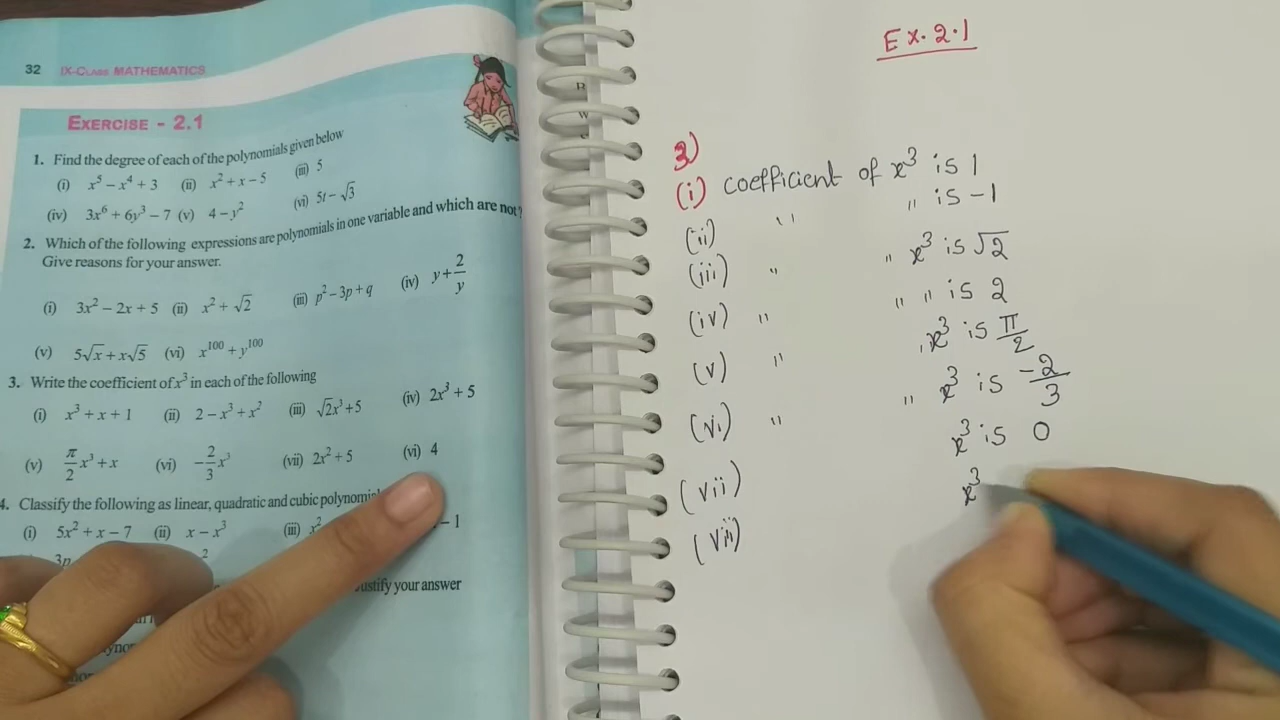 32 IX-CLASS MATHEMATICS
EXERCISE - 2.1
1. Find the degree of each of the polynomials given below
(i) x⁵ − x⁴ + 3 (ii) x² + x − 5 (iii) 5
(iv) 3x⁶ + 6y³ − 7 (v) 4 − y² (vi) 5t − √3
2. Which of the following expressions are polynomials in one variable and which are not?
Give reasons for your answer.
(i) 3x² − 2x + 5 (ii) x² + √2 (iii) p² − 3p + q (iv) y + 2/y
(v) 5√x + x√5 (vi) x¹⁰⁰ + y¹⁰⁰
3. Write the coefficient of x³ in each of the following
(i) x³ + x + 1 (ii) 2 − x³ + x² (iii) √2x³ + 5 (iv) 2x³ + 5
(v) π/2 x³ + x (vi) −2/3 x³ (vii) 2x² + 5 (vi) 4
4. Classify the following as linear, quadratic and cubic
(i) 5x² + x − 7 (ii) x − x³ (iii) x² − 1
justify your answer
Ex. 2.1
3)
(i) coefficient of x³ is 1
(ii) " " is -1
(iii) " " x³ is √2
(iv) " " " is 2
(v) " " x³ is π/2
(vi) " " x³ is -2/3
(vii) x³ is 0
(viii) x³